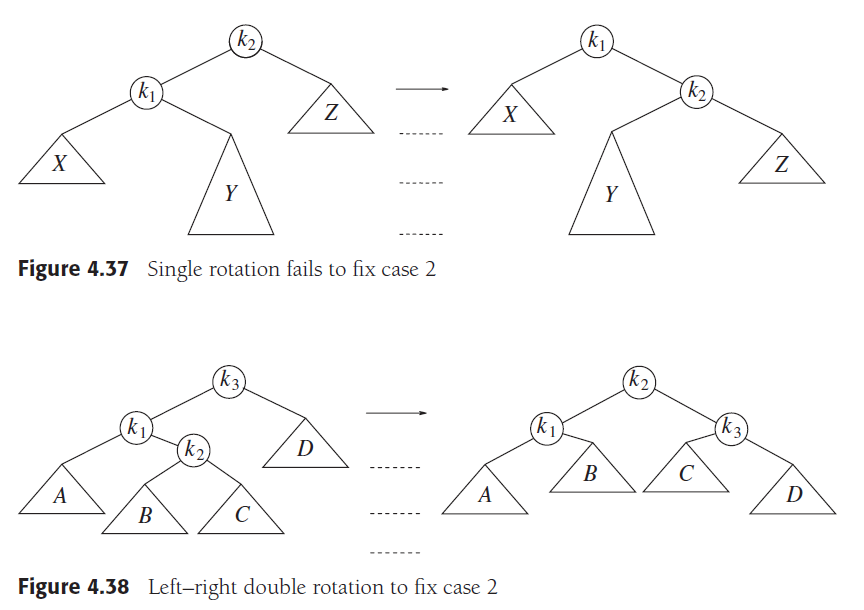 k₂ k₁
k₁ k₂
Z X
X Z
Y Y
Figure 4.37 Single rotation fails to fix case 2
k₃ k₂
k₁ k₁ k₃
k₂ D
B C
A A D
B C
Figure 4.38 Left–right double rotation to fix case 2